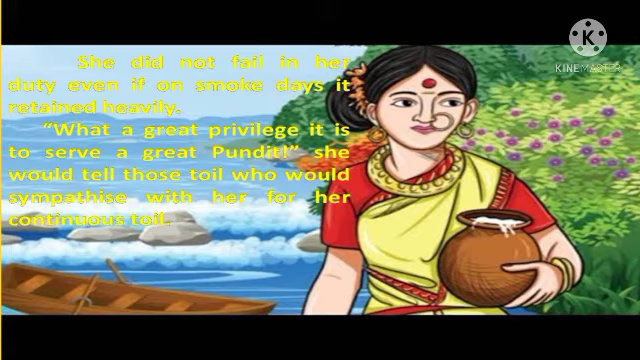 She did not fail in her
duty even if on smoke days it
retained heavily.
"What a great privilege it is
to serve a great Pundit!" she
would tell those toil who would
sympathise with her for her
continuous toil.
KINEMASTER